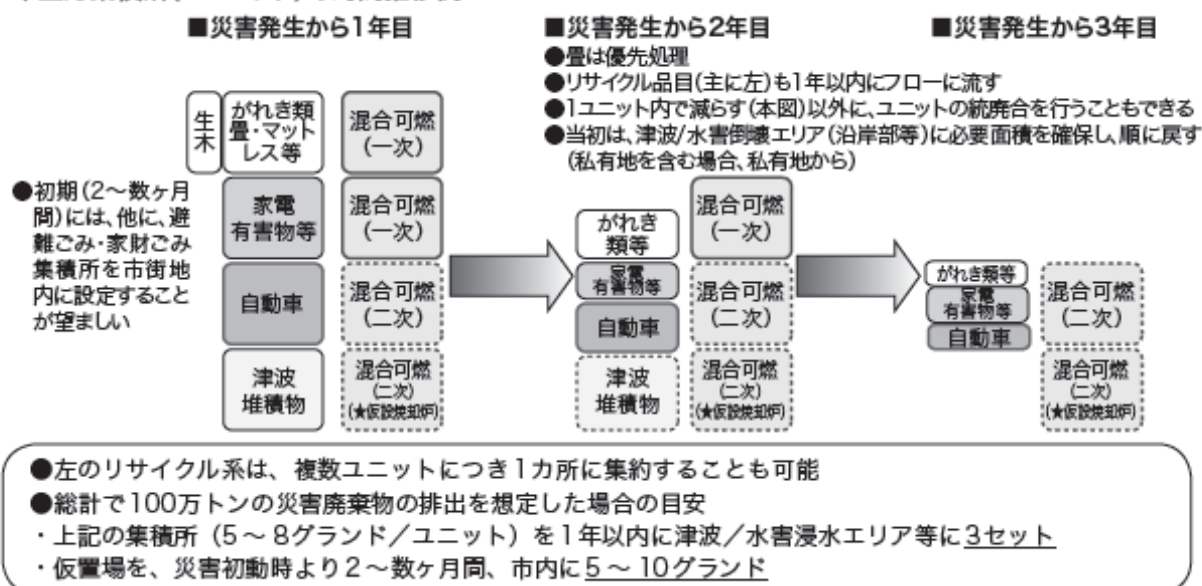 ■災害発生から1年目
■災害発生から2年目
■災害発生から3年目
●畳は優先処理
●リサイクル品目(主に左)も1年以内にフローに流す
●1ユニット内で減らす(本図)以外に、ユニットの統廃合を行うこともできる
●当初は、津波/水害倒壊エリア(沿岸部等)に必要面積を確保し、順に戻す
(私有地を含む場合、私有地から)
●初期(2〜数ヶ月
間)には、他に、避
難ごみ・家財ごみ
集積所を市街地
内に設定すること
が望ましい
生木
がれき類
畳・マット
レス等
混合可燃
(一次)
家電
有害物等
混合可燃
(一次)
自動車
混合可燃
(二次)
津波
堆積物
混合可燃
(二次)
(★仮設焼却炉)
がれき
類等
混合可燃
(一次)
家電
有害物等
自動車
混合可燃
(二次)
津波
堆積物
混合可燃
(二次)
(★仮設焼却炉)
がれき類等
家電
有害物等
自動車
混合可燃
(二次)
混合可燃
(二次)
(★仮設焼却炉)
●左のリサイクル系は、複数ユニットにつき1カ所に集約することも可能
●総計で100万トンの災害廃棄物の排出を想定した場合の目安
・上記の集積所(5〜8グランド/ユニット)を1年以内に津波/水害浸水エリア等に3セット
・仮置場を、災害初動時より2〜数ヶ月間、市内に5〜10グランド